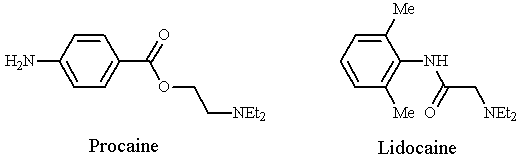 H₂N
O
O
NEt₂
Procaine
Me
NH
Me
O
NEt₂
Lidocaine